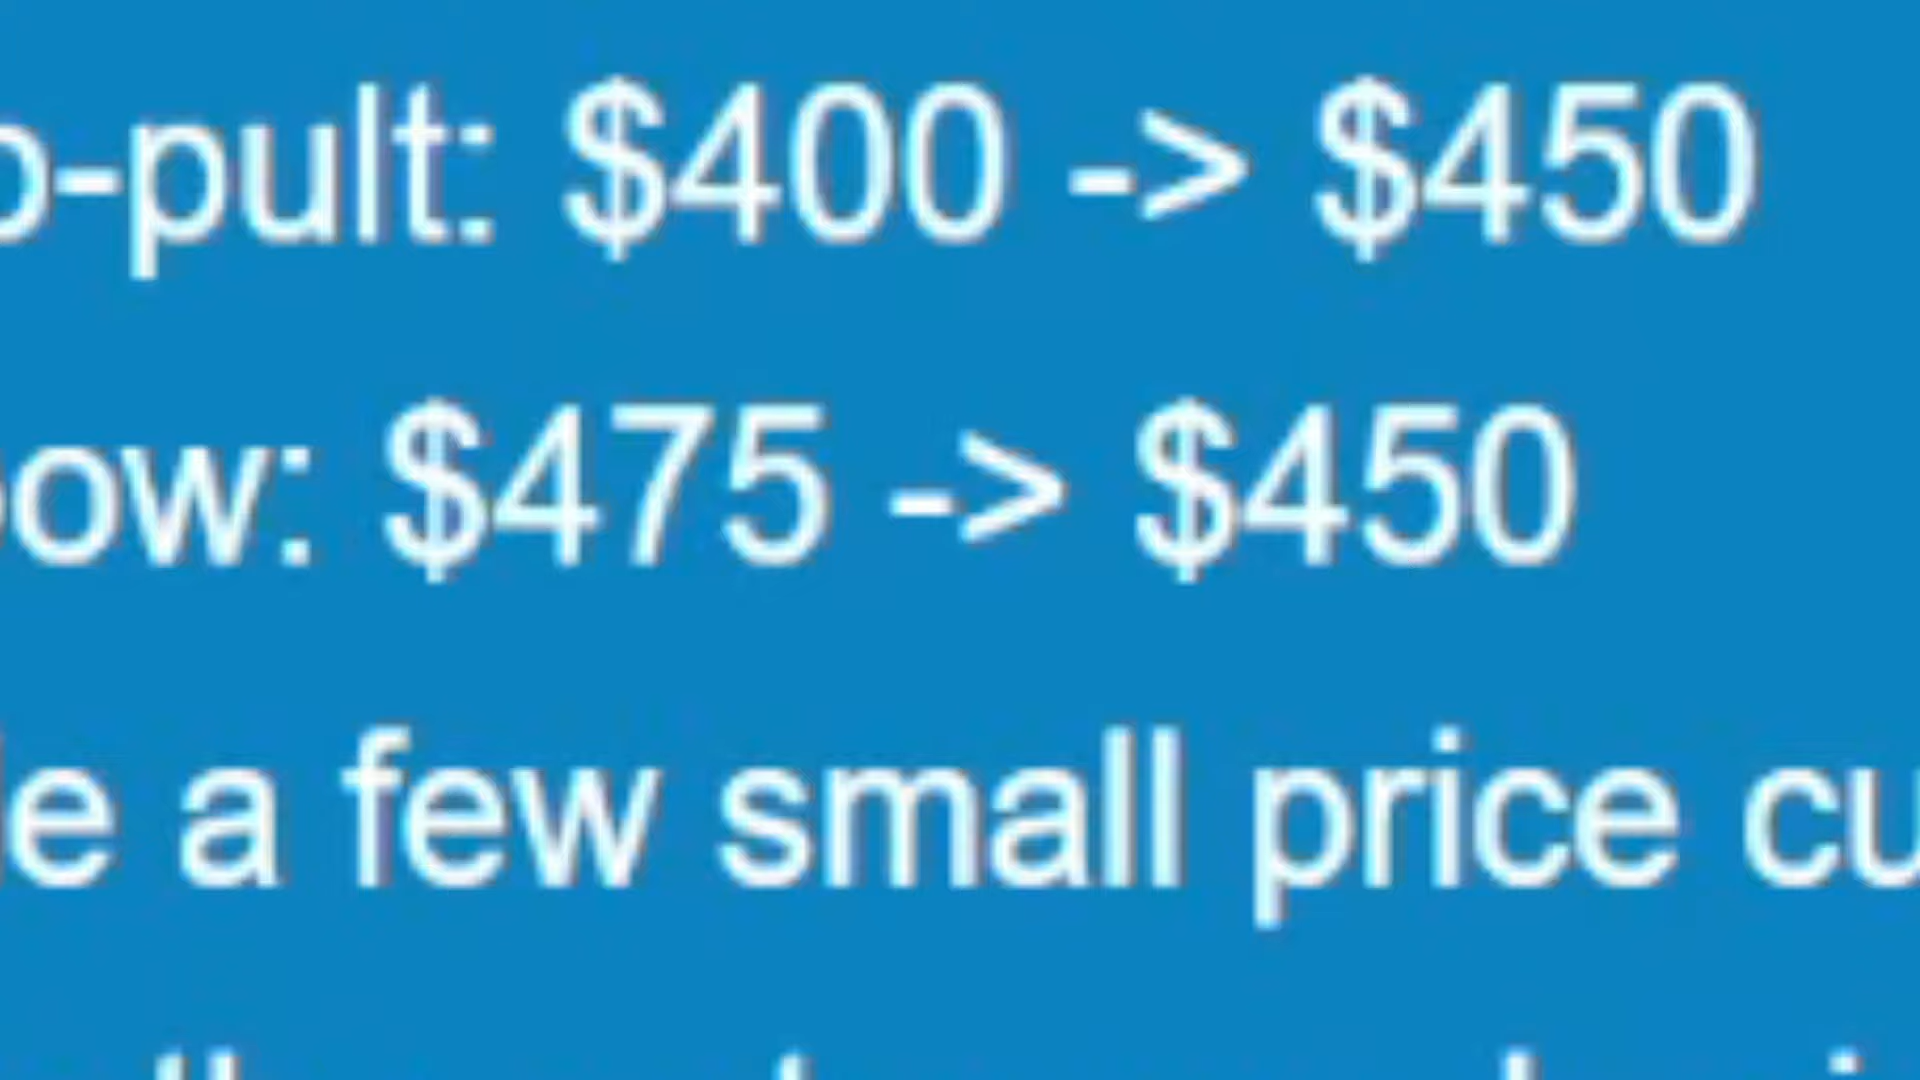 -pult: $400 -> $450
ow: $475 -> $450
e a few small price cu